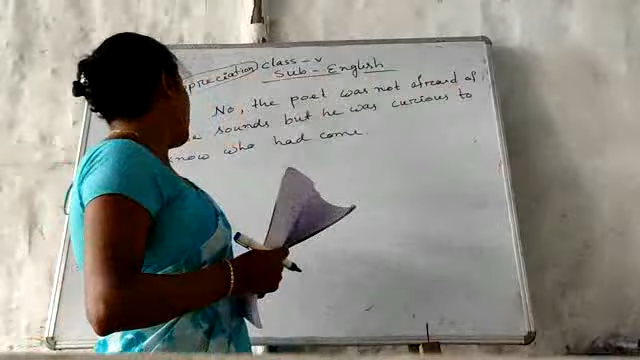 preciation Class - V
Sub - English
No, the poet was not afraid of
e sounds but he was curious to
know who had come